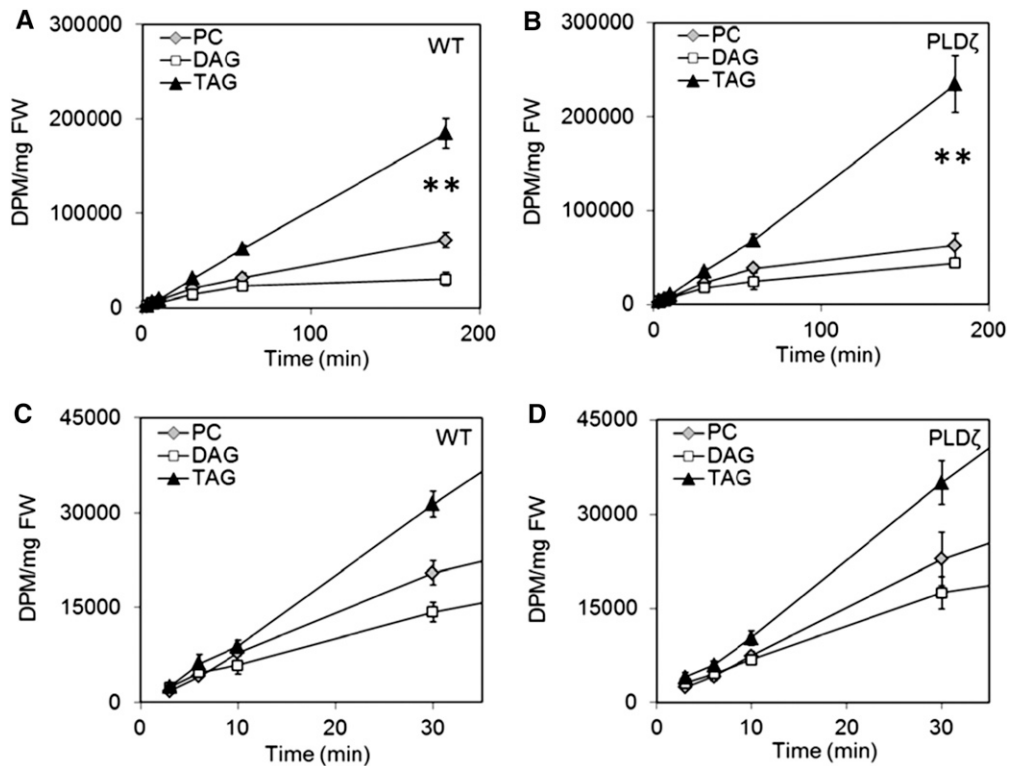 A
300000
200000
100000
0
DPM/mg FW
PC
DAG
TAG
WT
**
0
100
200
Time (min)
B
300000
200000
100000
0
DPM/mg FW
PC
DAG
TAG
PLDζ
**
0
100
200
Time (min)
C
45000
30000
15000
0
DPM/mg FW
PC
DAG
TAG
WT
0
10
20
30
Time (min)
D
45000
30000
15000
0
DPM/mg FW
PC
DAG
TAG
PLDζ
0
10
20
30
Time (min)